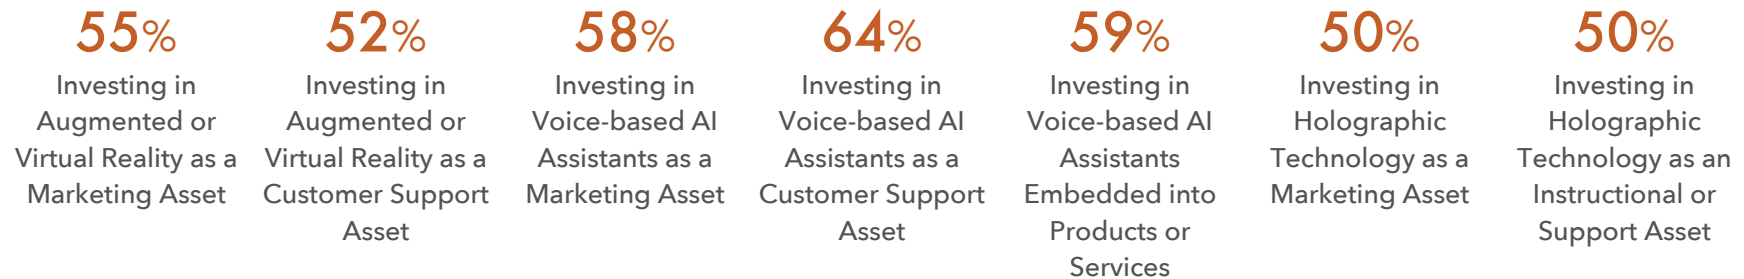 55%
Investing in
Augmented or
Virtual Reality as a
Marketing Asset
52%
Investing in
Augmented or
Virtual Reality as a
Customer Support
Asset
58%
Investing in
Voice-based AI
Assistants as a
Marketing Asset
64%
Investing in
Voice-based AI
Assistants as a
Customer Support
Asset
59%
Investing in
Voice-based AI
Assistants
Embedded into
Products or
Services
50%
Investing in
Holographic
Technology as a
Marketing Asset
50%
Investing in
Holographic
Technology as an
Instructional or
Support Asset